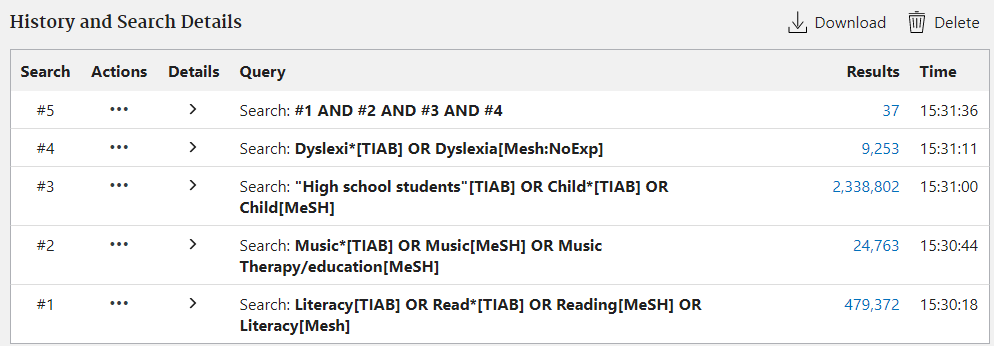 History and Search Details
Download Delete
Search Actions Details Query Results Time
#5 ••• > Search: #1 AND #2 AND #3 AND #4 37 15:31:36
#4 ••• > Search: Dyslexi*[TIAB] OR Dyslexia[Mesh:NoExp] 9,253 15:31:11
#3 ••• > Search: "High school students"[TIAB] OR Child*[TIAB] OR 2,338,802 15:31:00
Child[MeSH]
#2 ••• > Search: Music*[TIAB] OR Music[MeSH] OR Music 24,763 15:30:44
Therapy/education[MeSH]
#1 ••• > Search: Literacy[TIAB] OR Read*[TIAB] OR Reading[MeSH] OR 479,372 15:30:18
Literacy[Mesh]